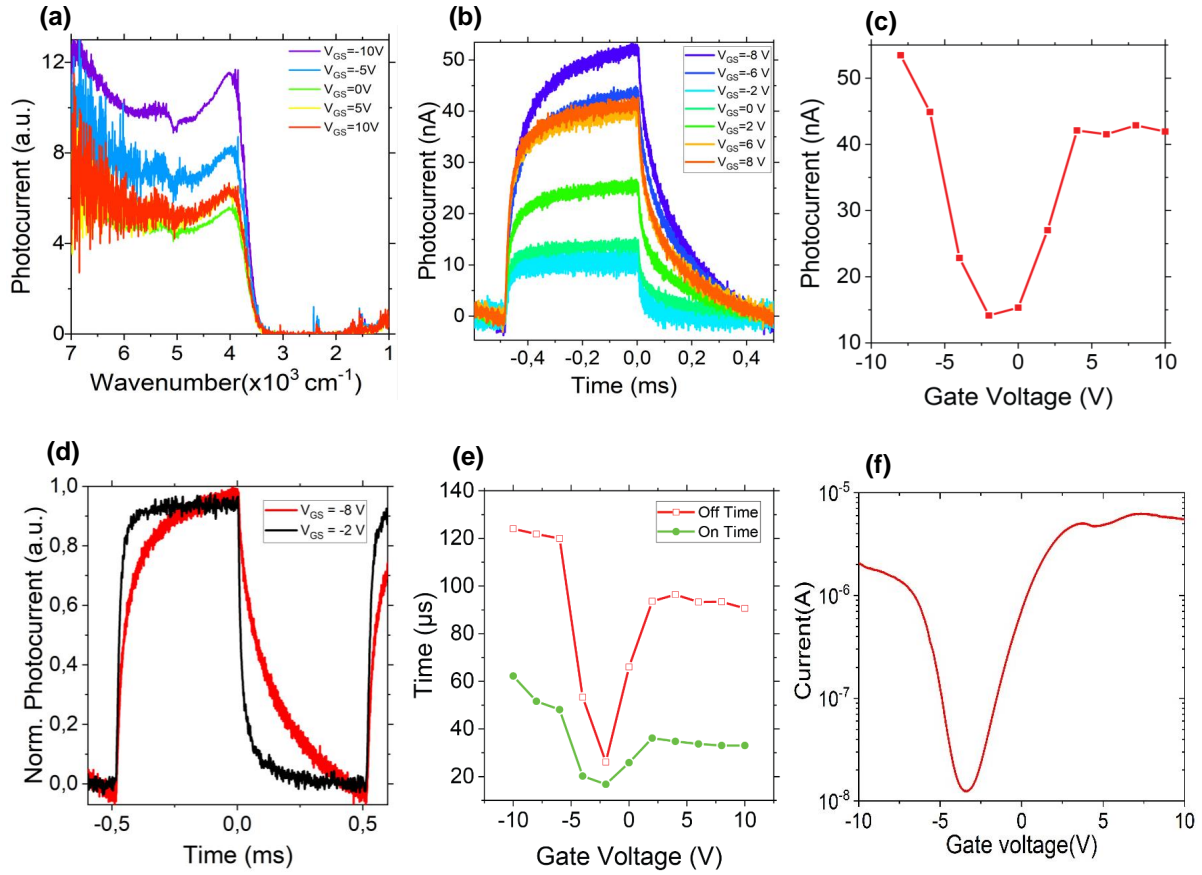 (a)
12
8
4
0
7
6
5
4
3
2
1
Photocurrent (a.u.)
Wavenumber(x10³ cm⁻¹)
V_GS=-10V
V_GS=-5V
V_GS=0V
V_GS=5V
V_GS=10V
(b)
50
40
30
20
10
0
-0,4
-0,2
0,0
0,2
0,4
Photocurrent (nA)
Time (ms)
V_GS=-8 V
V_GS=-6 V
V_GS=-2 V
V_GS=0 V
V_GS=2 V
V_GS=6 V
V_GS=8 V
(c)
50
40
30
20
10
-10
-5
0
5
10
Photocurrent (nA)
Gate Voltage (V)
(d)
1,0
0,8
0,6
0,4
0,2
0,0
-0,5
0,0
0,5
Norm. Photocurrent (a.u.)
Time (ms)
V_GS = -8 V
V_GS = -2 V
(e)
140
120
100
80
60
40
20
-10
-5
0
5
10
Time (µs)
Gate Voltage (V)
Off Time
On Time
(f)
10⁻⁵
10⁻⁶
10⁻⁷
10⁻⁸
-10
-5
0
5
10
Current(A)
Gate voltage(V)